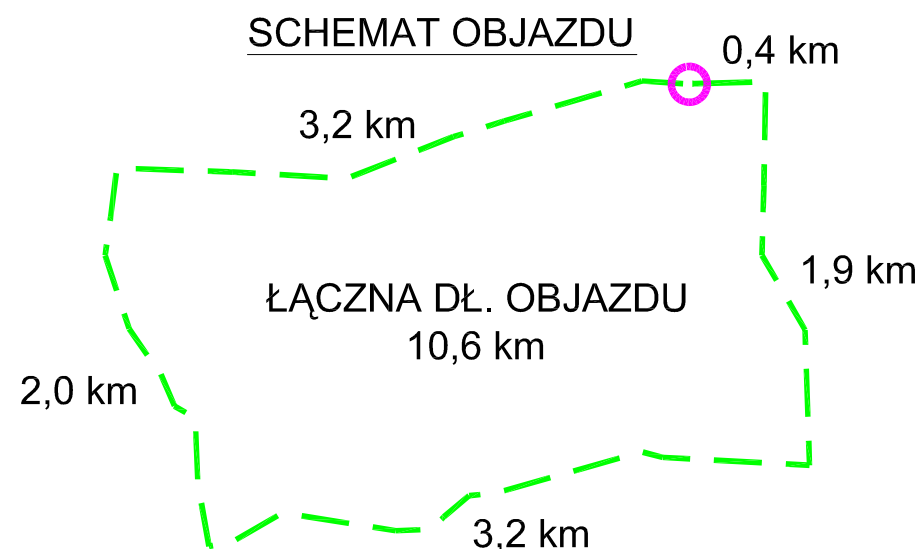 SCHEMAT OBJAZDU
0,4 km
3,2 km
1,9 km
ŁĄCZNA DŁ. OBJAZDU
10,6 km
2,0 km
3,2 km